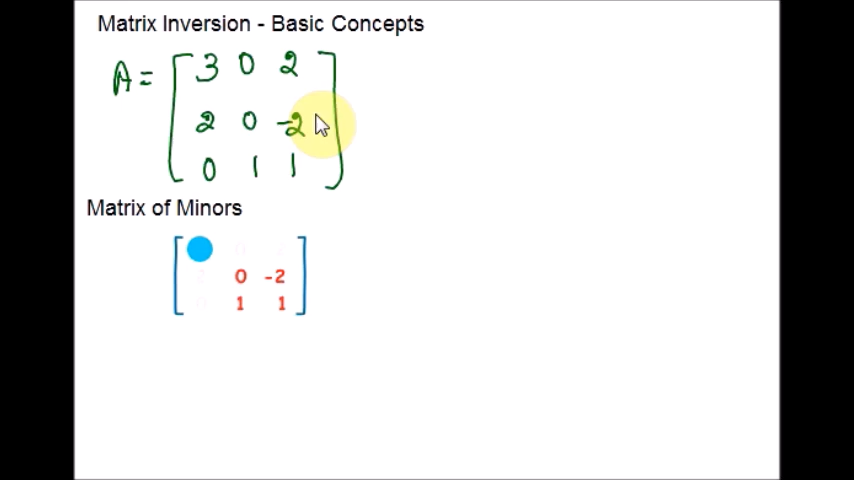 Matrix Inversion - Basic Concepts
A = [ 3 0 2
2 0 -2
0 1 1 ]
Matrix of Minors
0 -2
1 1